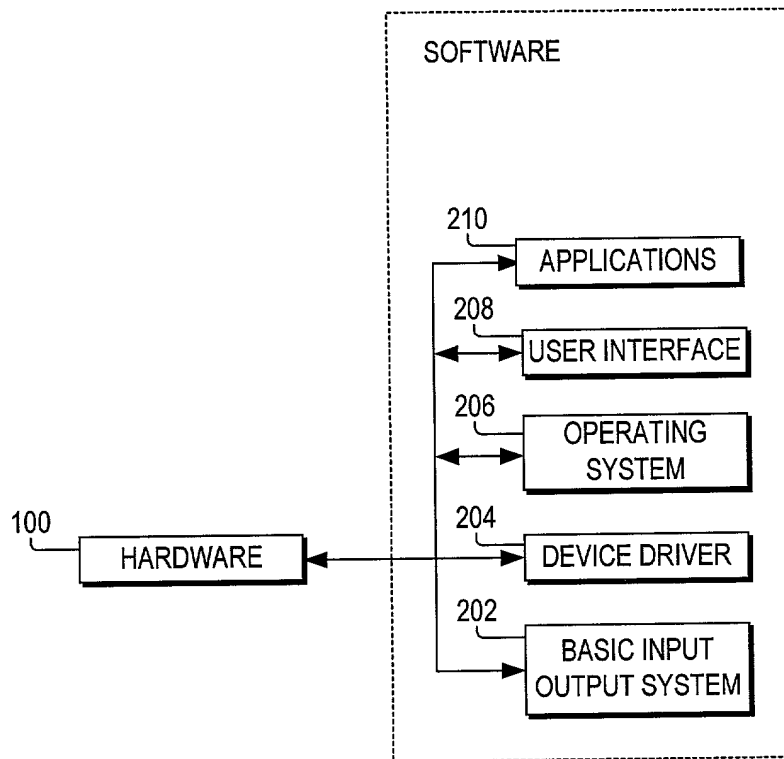 SOFTWARE
210
APPLICATIONS
208
USER INTERFACE
206
OPERATING
SYSTEM
100
HARDWARE
204
DEVICE DRIVER
202
BASIC INPUT
OUTPUT SYSTEM